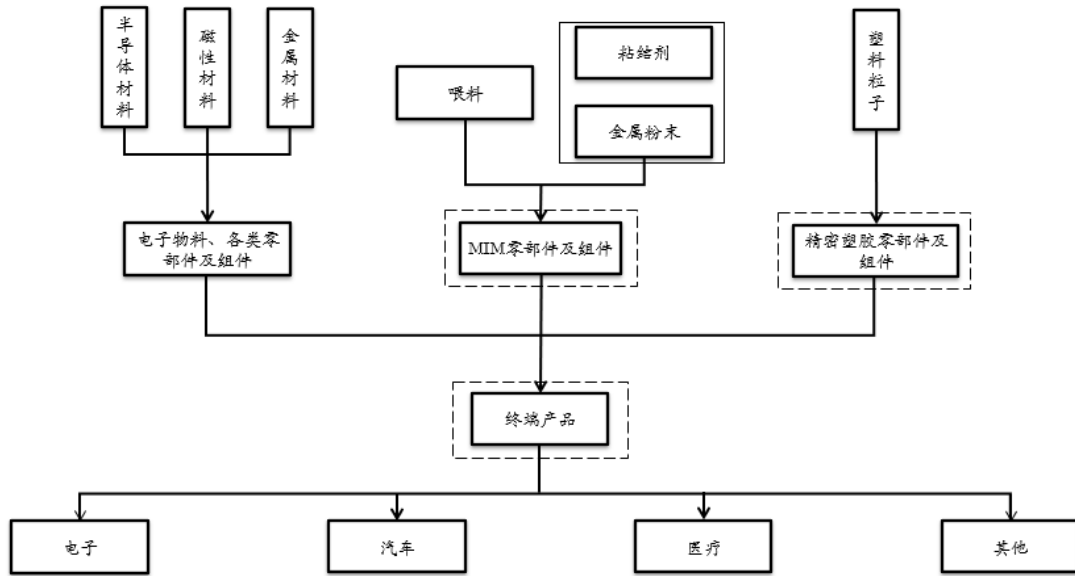 半导体材料
磁性材料
金属材料
粘结剂
喂料
金属粉末
塑料粒子
电子物料、各类零
部件及组件
MIM零部件及组件
精密塑胶零部件及
组件
终端产品
电子
汽车
医疗
其他